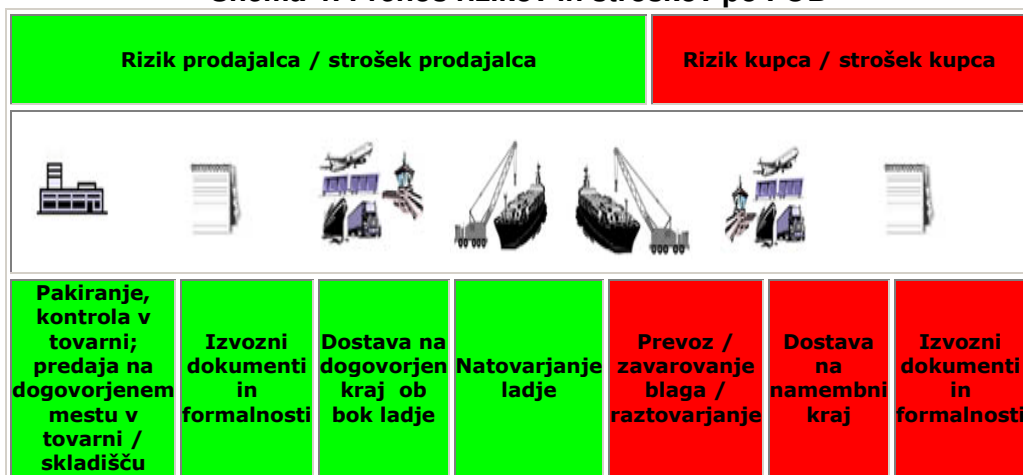 Rizik prodajalca / strošek prodajalca
Rizik kupca / strošek kupca
Pakiranje,
kontrola v
tovarni;
predaja na
dogovorjenem
mestu v
tovarni /
skladišču
Izvozni
dokumenti
in
formalnosti
Dostava na
dogovorjen
kraj ob
bok ladje
Natovarjanje
ladje
Prevoz /
zavarovanje
blaga /
raztovarjanje
Dostava
na
namembni
kraj
Izvozni
dokumenti
in
formalnosti